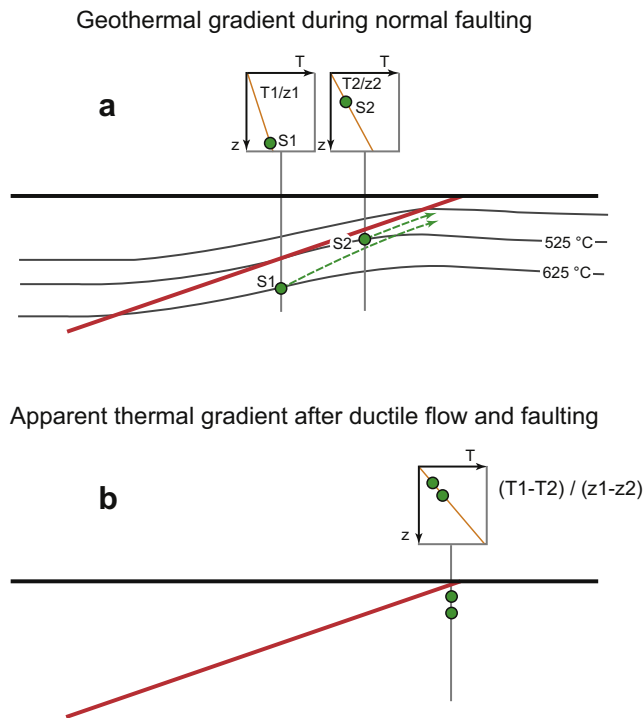 Geothermal gradient during normal faulting
a
T
T1/z1
S1
z
T
T2/z2
S2
z
S2
525 °C
S1
625 °C
Apparent thermal gradient after ductile flow and faulting
b
T
(T1-T2) / (z1-z2)
z